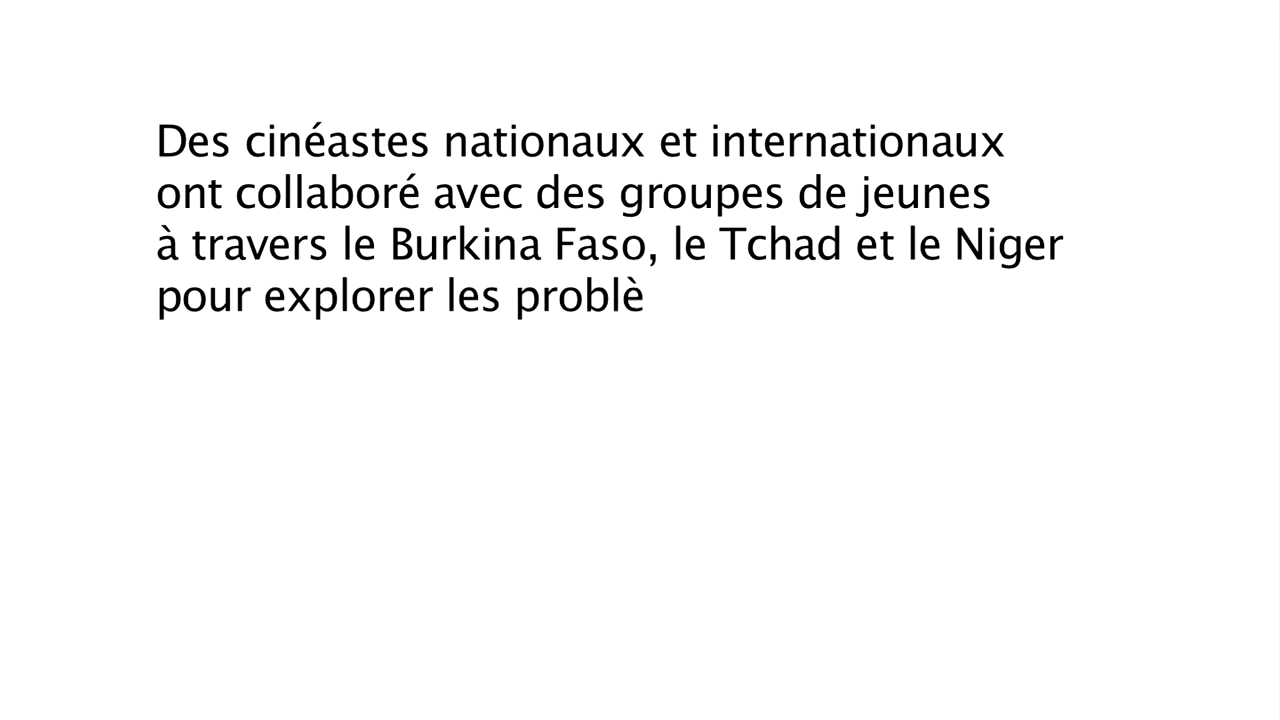 Des cinéastes nationaux et internationaux
ont collaboré avec des groupes de jeunes
à travers le Burkina Faso, le Tchad et le Niger
pour explorer les problè